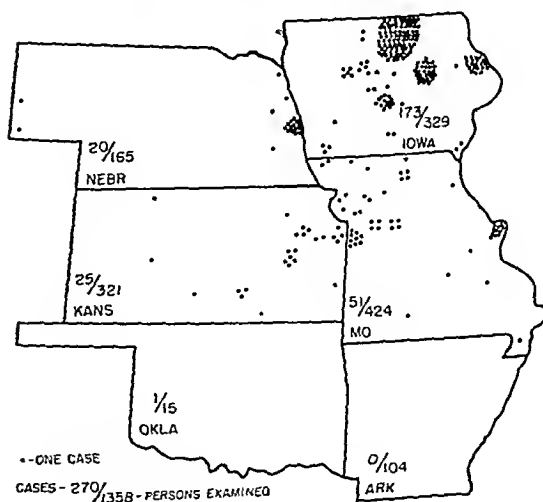 173/329
IOWA
20/165
NEBR
25/321
KANS
51/424
MO
1/15
OKLA
0/104
ARK
•-ONE CASE
CASES-270/1358-PERSONS EXAMINED